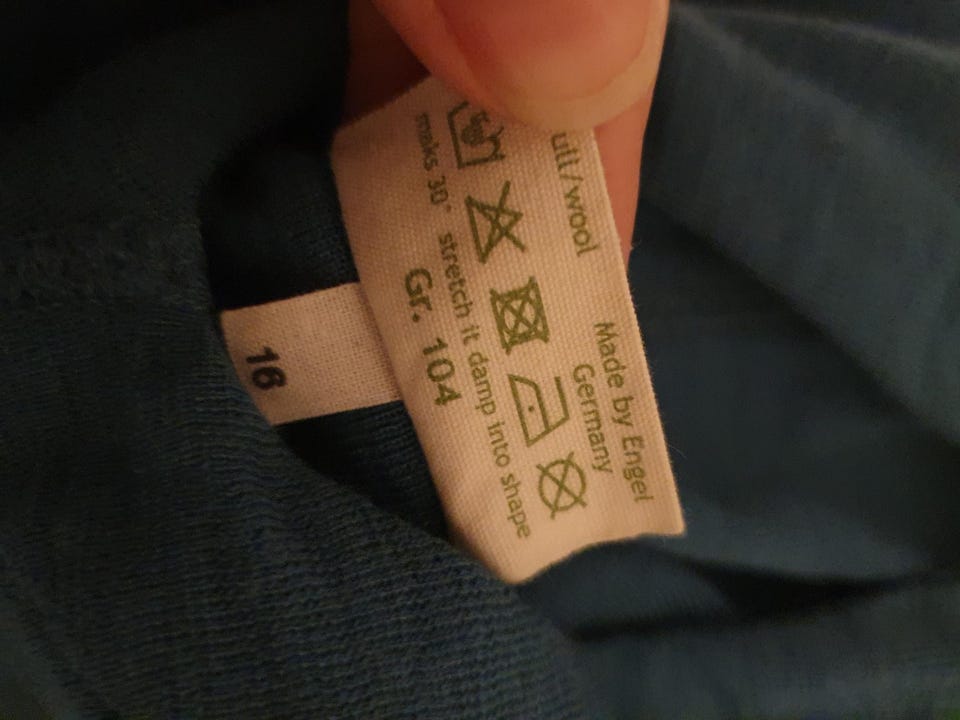 ull/wool
Made by Engel
Germany
maks 30° stretch it damp into shape
Gr. 104
16